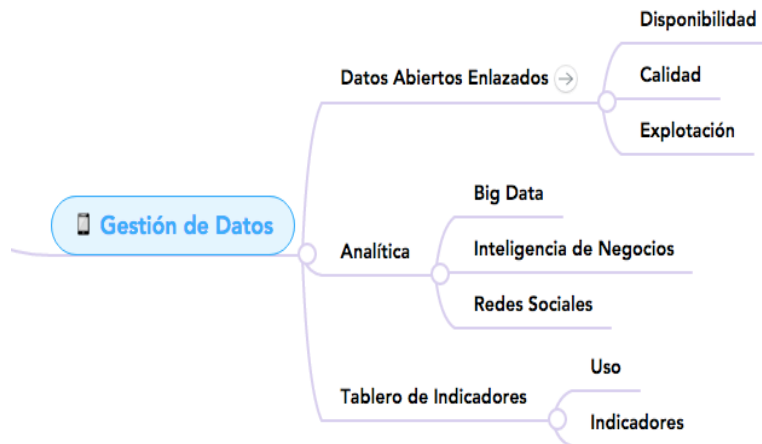 Gestión de Datos
Datos Abiertos Enlazados
Disponibilidad
Calidad
Explotación
Analítica
Big Data
Inteligencia de Negocios
Redes Sociales
Tablero de Indicadores
Uso
Indicadores